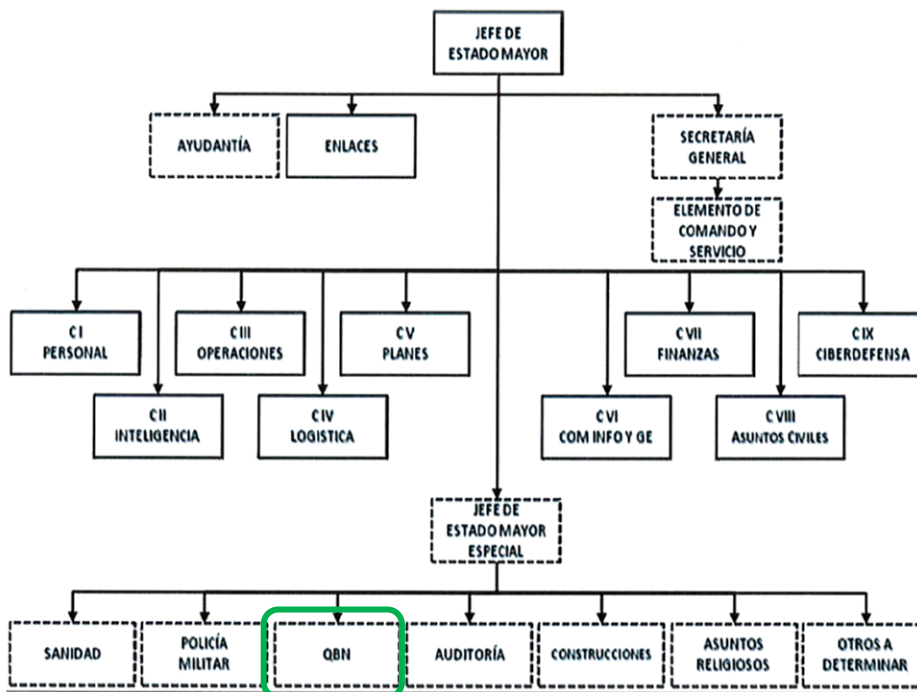 JEFE DE
ESTADO MAYOR
AYUDANTÍA
ENLACES
SECRETARÍA
GENERAL
ELEMENTO DE
COMANDO Y
SERVICIO
C I
PERSONAL
C III
OPERACIONES
C V
PLANES
C VII
FINANZAS
C IX
CIBERDEFENSA
C II
INTELIGENCIA
C IV
LOGISTICA
C VI
COM INFO Y GE
C VIII
ASUNTOS CIVILES
JEFE DE
ESTADO MAYOR
ESPECIAL
SANIDAD
POLICÍA
MILITAR
QBN
AUDITORÍA
CONSTRUCCIONES
ASUNTOS
RELIGIOSOS
OTROS A
DETERMINAR